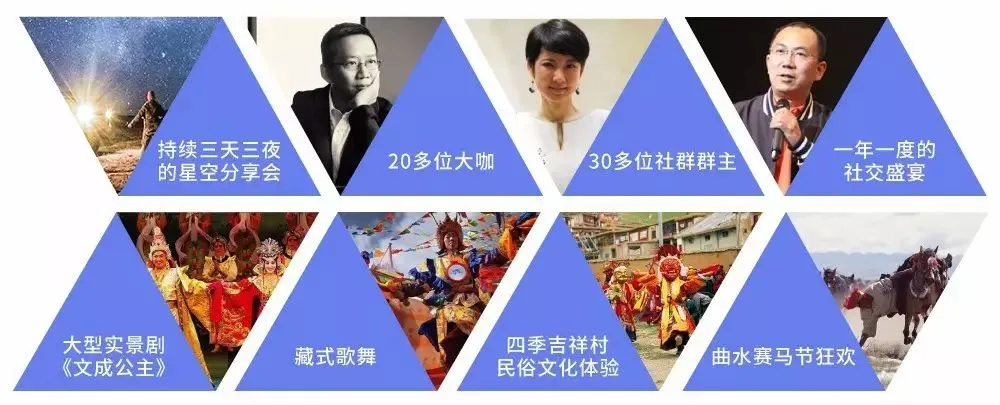 持续三天三夜
的星空分享会
20多位大咖
30多位社群群主
一年一度的
社交盛宴
大型实景剧
《文成公主》
藏式歌舞
四季吉祥村
民俗文化体验
曲水赛马节狂欢